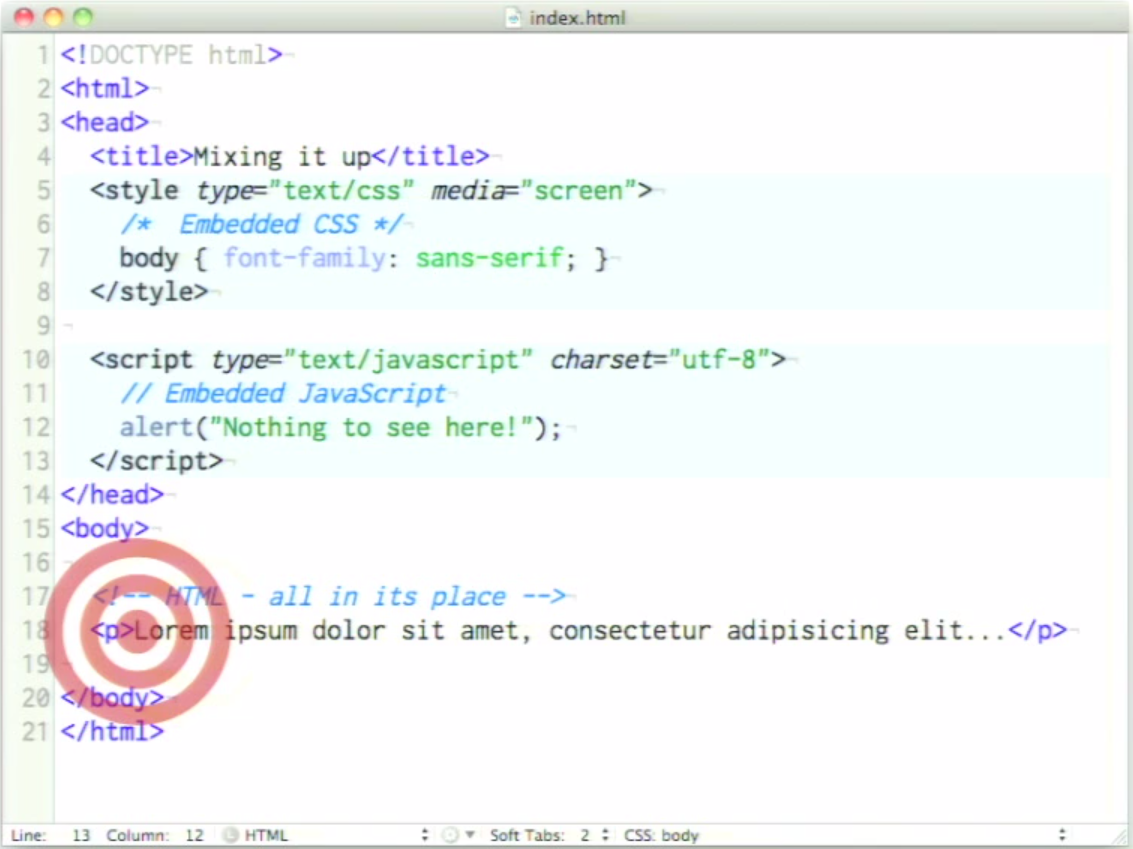 index.html
1 <!DOCTYPE html>
2 <html>
3 <head>
4   <title>Mixing it up</title>
5   <style type="text/css" media="screen">
6     /*  Embedded CSS */
7     body { font-family: sans-serif; }
8   </style>
9
10   <script type="text/javascript" charset="utf-8">
11     // Embedded JavaScript
12     alert("Nothing to see here!");
13   </script>
14 </head>
15 <body>
16
17   <!-- HTML - all in its place -->
18   <p>Lorem ipsum dolor sit amet, consectetur adipisicing elit...</p>
19
20 </body>
21 </html>
Line: 13 Column: 12 L HTML Soft Tabs: 2 CSS: body